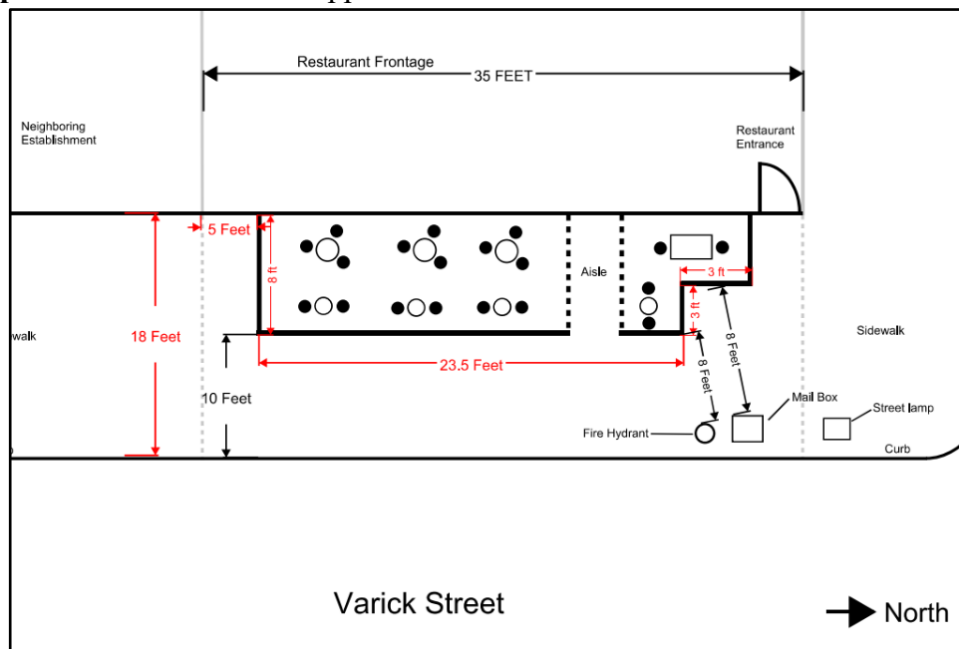 Restaurant Frontage
35 FEET
Neighboring
Establishment
Restaurant
Entrance
5 Feet
8 ft
Aisle
3 ft
3 ft
walk
18 Feet
Sidewalk
23.5 Feet
8 Feet
8 Feet
10 Feet
Mail Box
Street lamp
Fire Hydrant
Curb
Varick Street
North